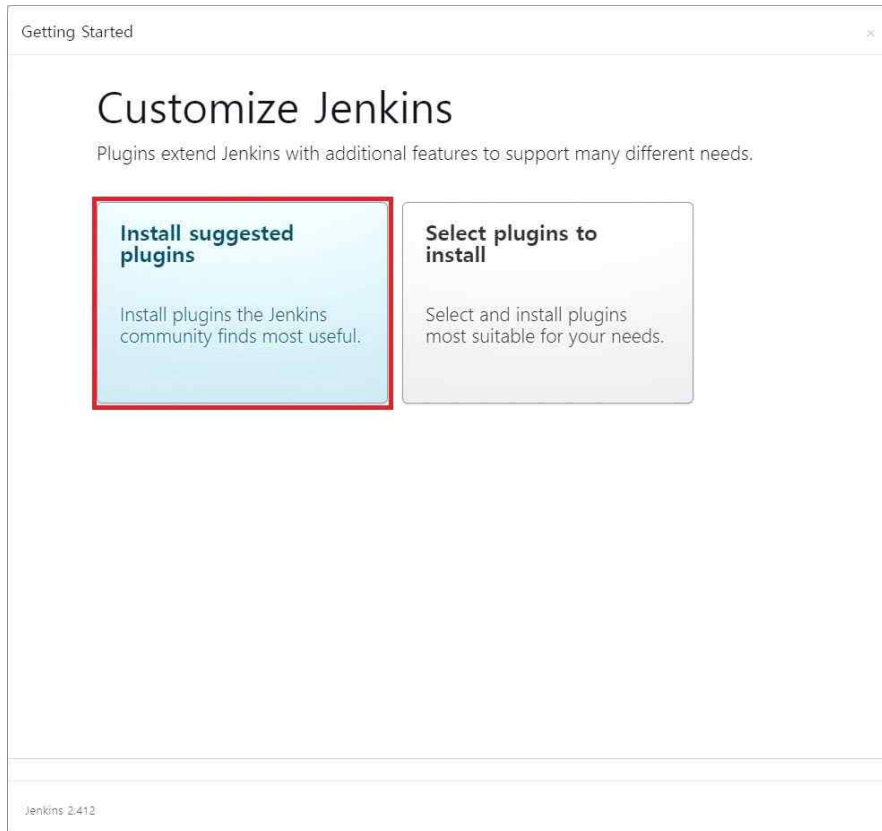 Getting Started
×
Customize Jenkins
Plugins extend Jenkins with additional features to support many different needs.
Install suggested
plugins
Install plugins the Jenkins
community finds most useful.
Select plugins to
install
Select and install plugins
most suitable for your needs.
Jenkins 2.412